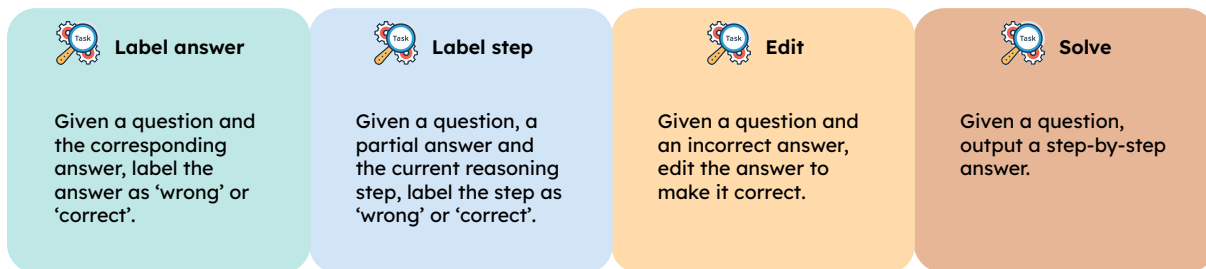 Task
Label answer
Given a question and
the corresponding
answer, label the
answer as ‘wrong’ or
‘correct’.
Task
Label step
Given a question, a
partial answer and
the current reasoning
step, label the step as
‘wrong’ or ‘correct’.
Task
Edit
Given a question and
an incorrect answer,
edit the answer to
make it correct.
Task
Solve
Given a question,
output a step-by-step
answer.